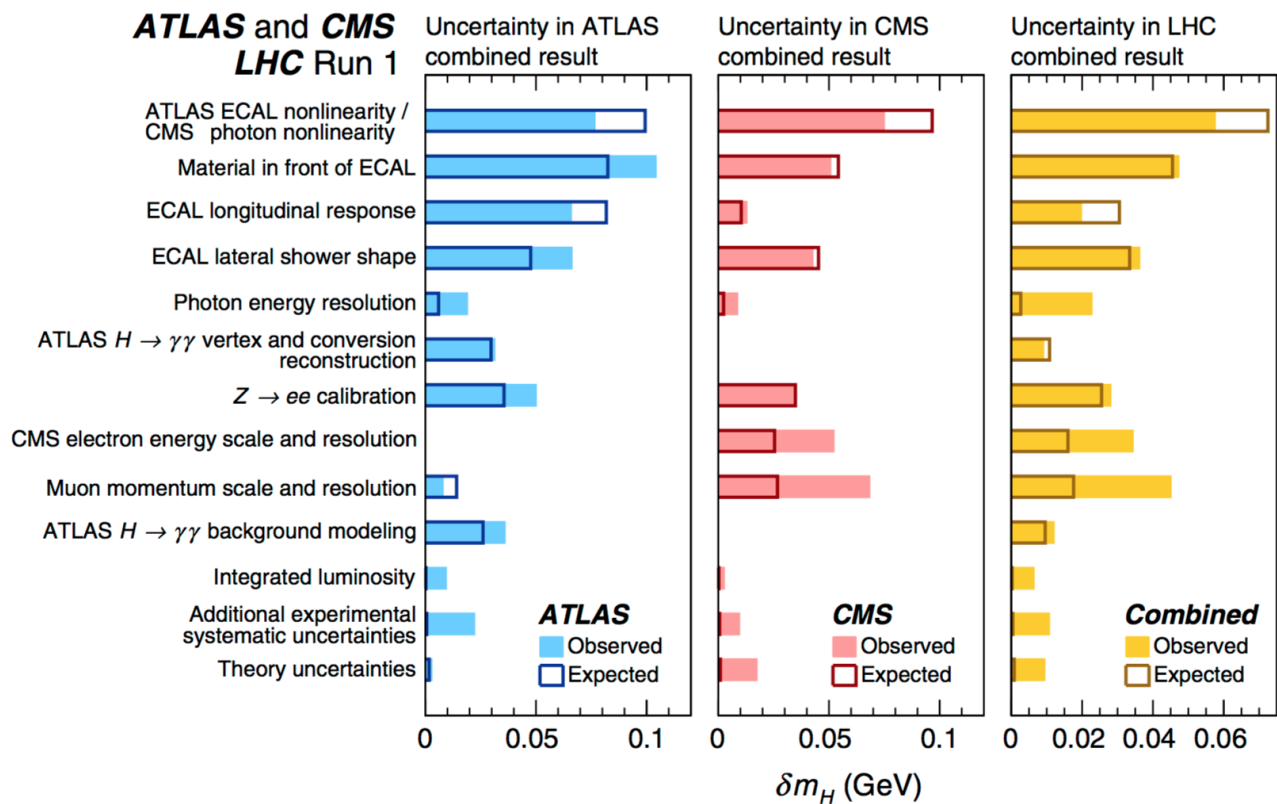 ATLAS and CMS
LHC Run 1
Uncertainty in ATLAS
combined result
Uncertainty in CMS
combined result
Uncertainty in LHC
combined result
ATLAS ECAL nonlinearity /
CMS photon nonlinearity
Material in front of ECAL
ECAL longitudinal response
ECAL lateral shower shape
Photon energy resolution
ATLAS H → γγ vertex and conversion
reconstruction
Z → ee calibration
CMS electron energy scale and resolution
Muon momentum scale and resolution
ATLAS H → γγ background modeling
Integrated luminosity
Additional experimental
systematic uncertainties
Theory uncertainties
ATLAS
Observed
Expected
CMS
Observed
Expected
Combined
Observed
Expected
0 0.05 0.1
0 0.05 0.1
0 0.02 0.04 0.06
δm_H (GeV)